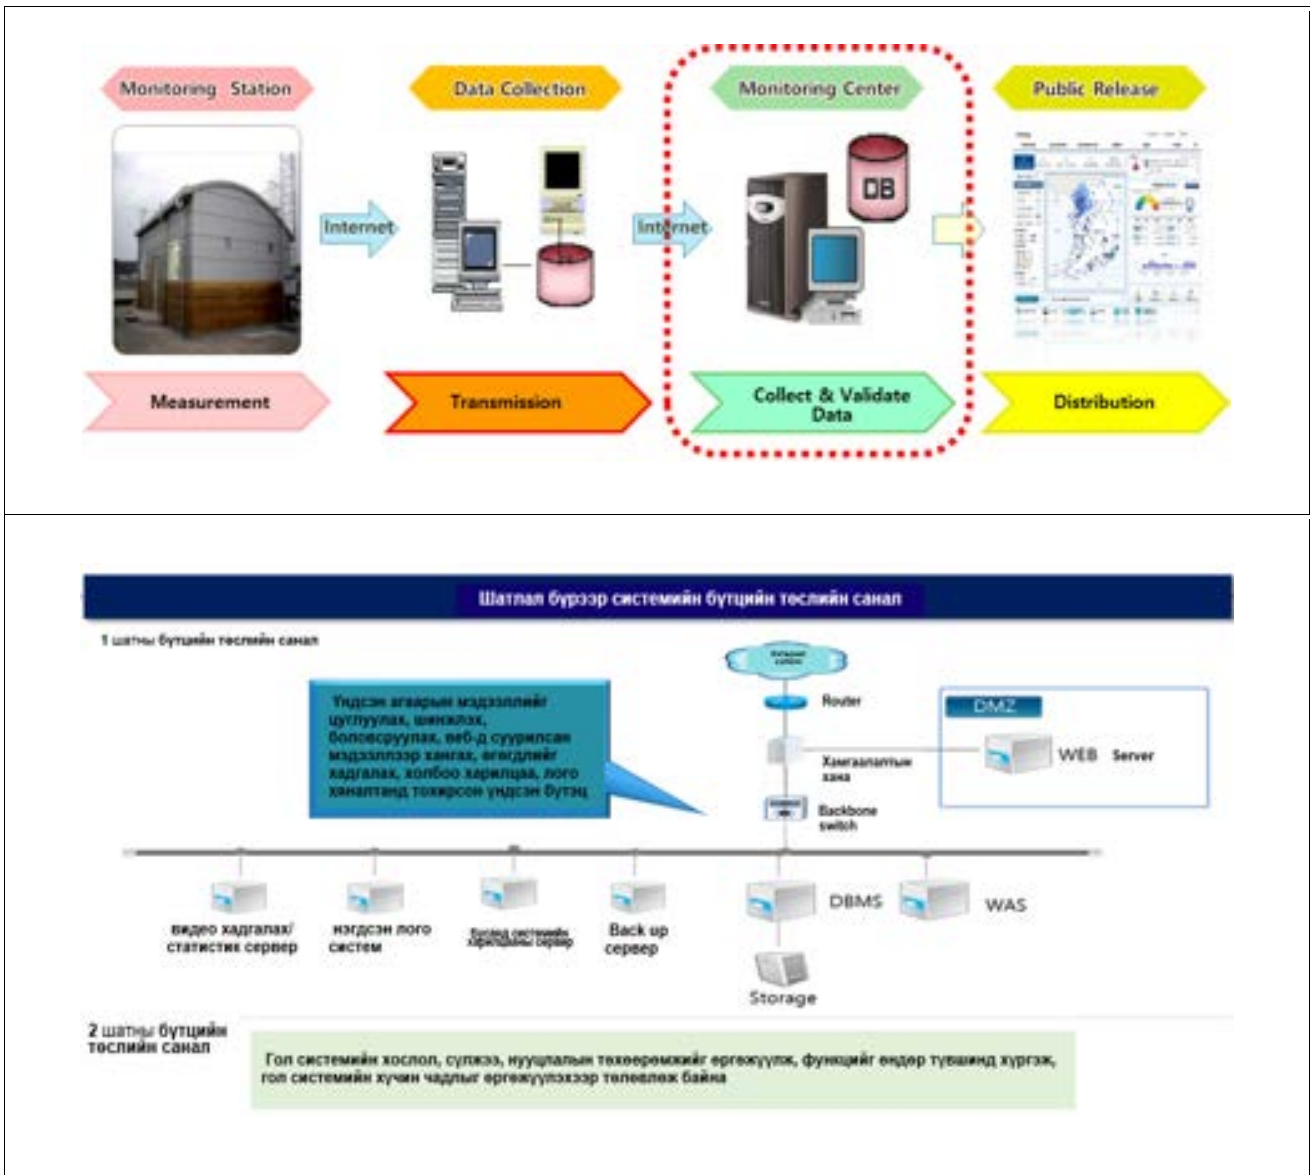 Monitoring Station
Data Collection
Monitoring Center
Public Release
Internet
Internet
DB
Measurement
Transmission
Collect & Validate
Data
Distribution
Шатлал бүрээр системийн бүтцийн төслийн санал
1 шатны бүтцийн төслийн санал
Үндсэн агаарын мэдээллийг
цуглуулах, шинжлэх,
боловсруулах, веб-д суурилсан
мэдээллээр хангах, өгөгдлийг
хадгалах, холбоо харилцаа, лого
хяналтанд тохирсон үндсэн бүтэц
Router
Хамгаалалтын
хана
Backbone
switch
DMZ
WEB Server
видео хадгалах/
статистик сервер
нэгдсэн лого
систем
системийн
харилцааны сервер
Back up
сервер
DBMS
WAS
Storage
2 шатны бүтцийн
төслийн санал
Гол системийн хослол, сүлжээ, нууцлалын төхөөрөмжийг өргөжүүлж, функцийг өндөр түвшинд хүргэж,
гол системийн хүчин чадлыг өргөжүүлэхээр төлөвлөж байна